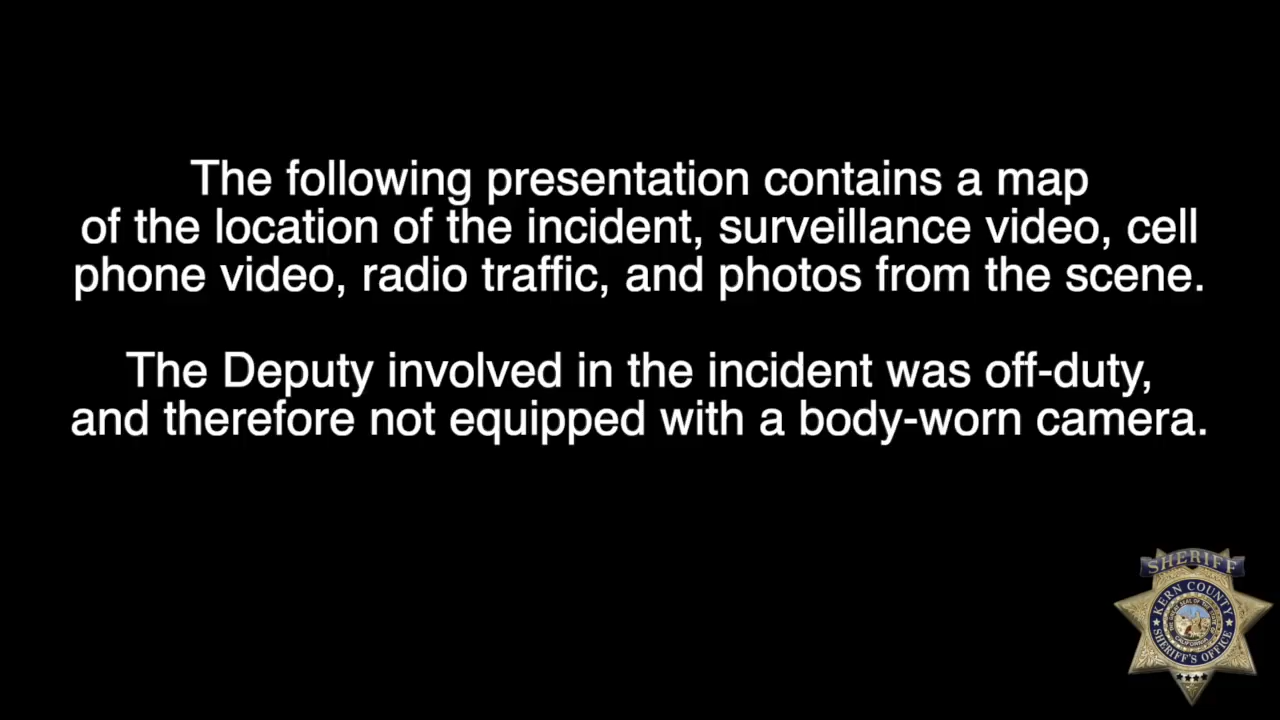 The following presentation contains a map
of the location of the incident, surveillance video, cell
phone video, radio traffic, and photos from the scene.
The Deputy involved in the incident was off-duty,
and therefore not equipped with a body-worn camera.
SHERIFF
KERN COUNTY
SHERIFF'S OFFICE